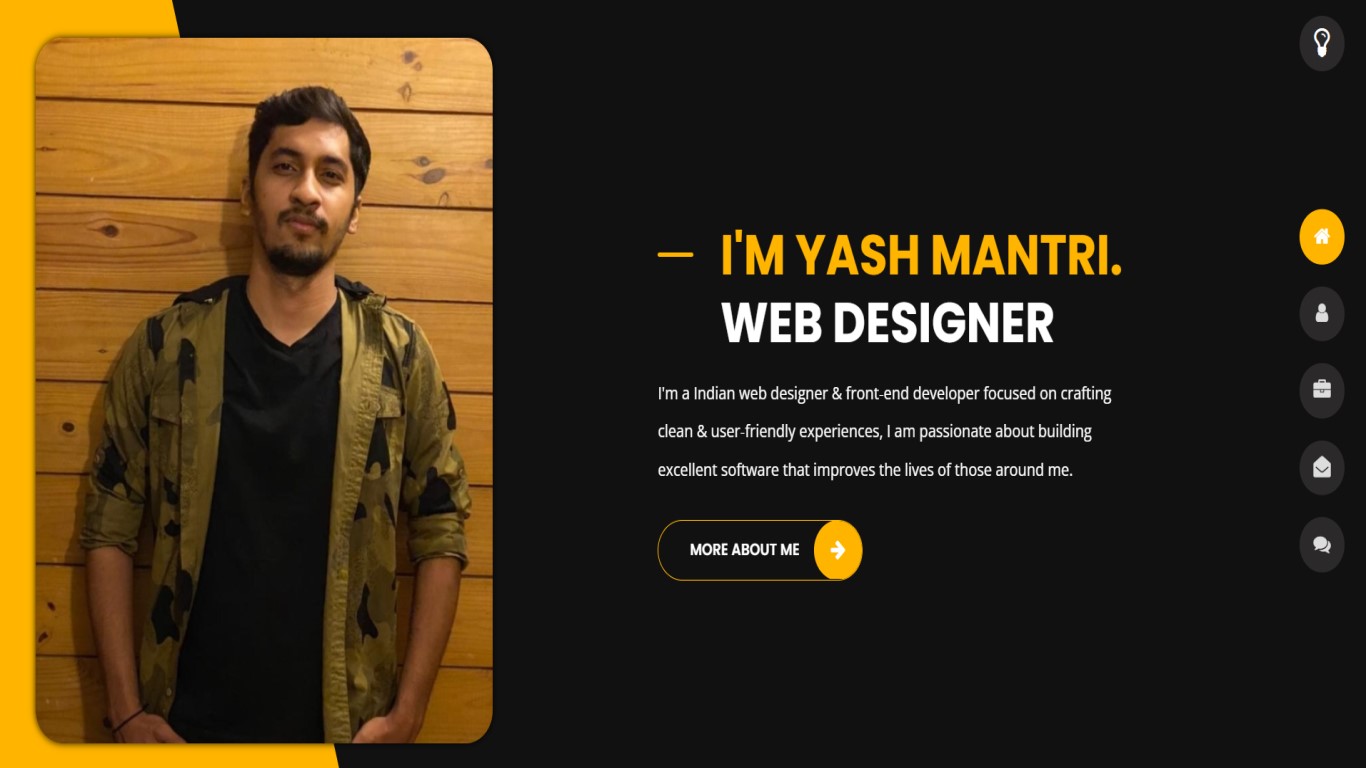 I'M YASH MANTRI.
WEB DESIGNER
I'm a Indian web designer & front-end developer focused on crafting
clean & user-friendly experiences, I am passionate about building
excellent software that improves the lives of those around me.
MORE ABOUT ME